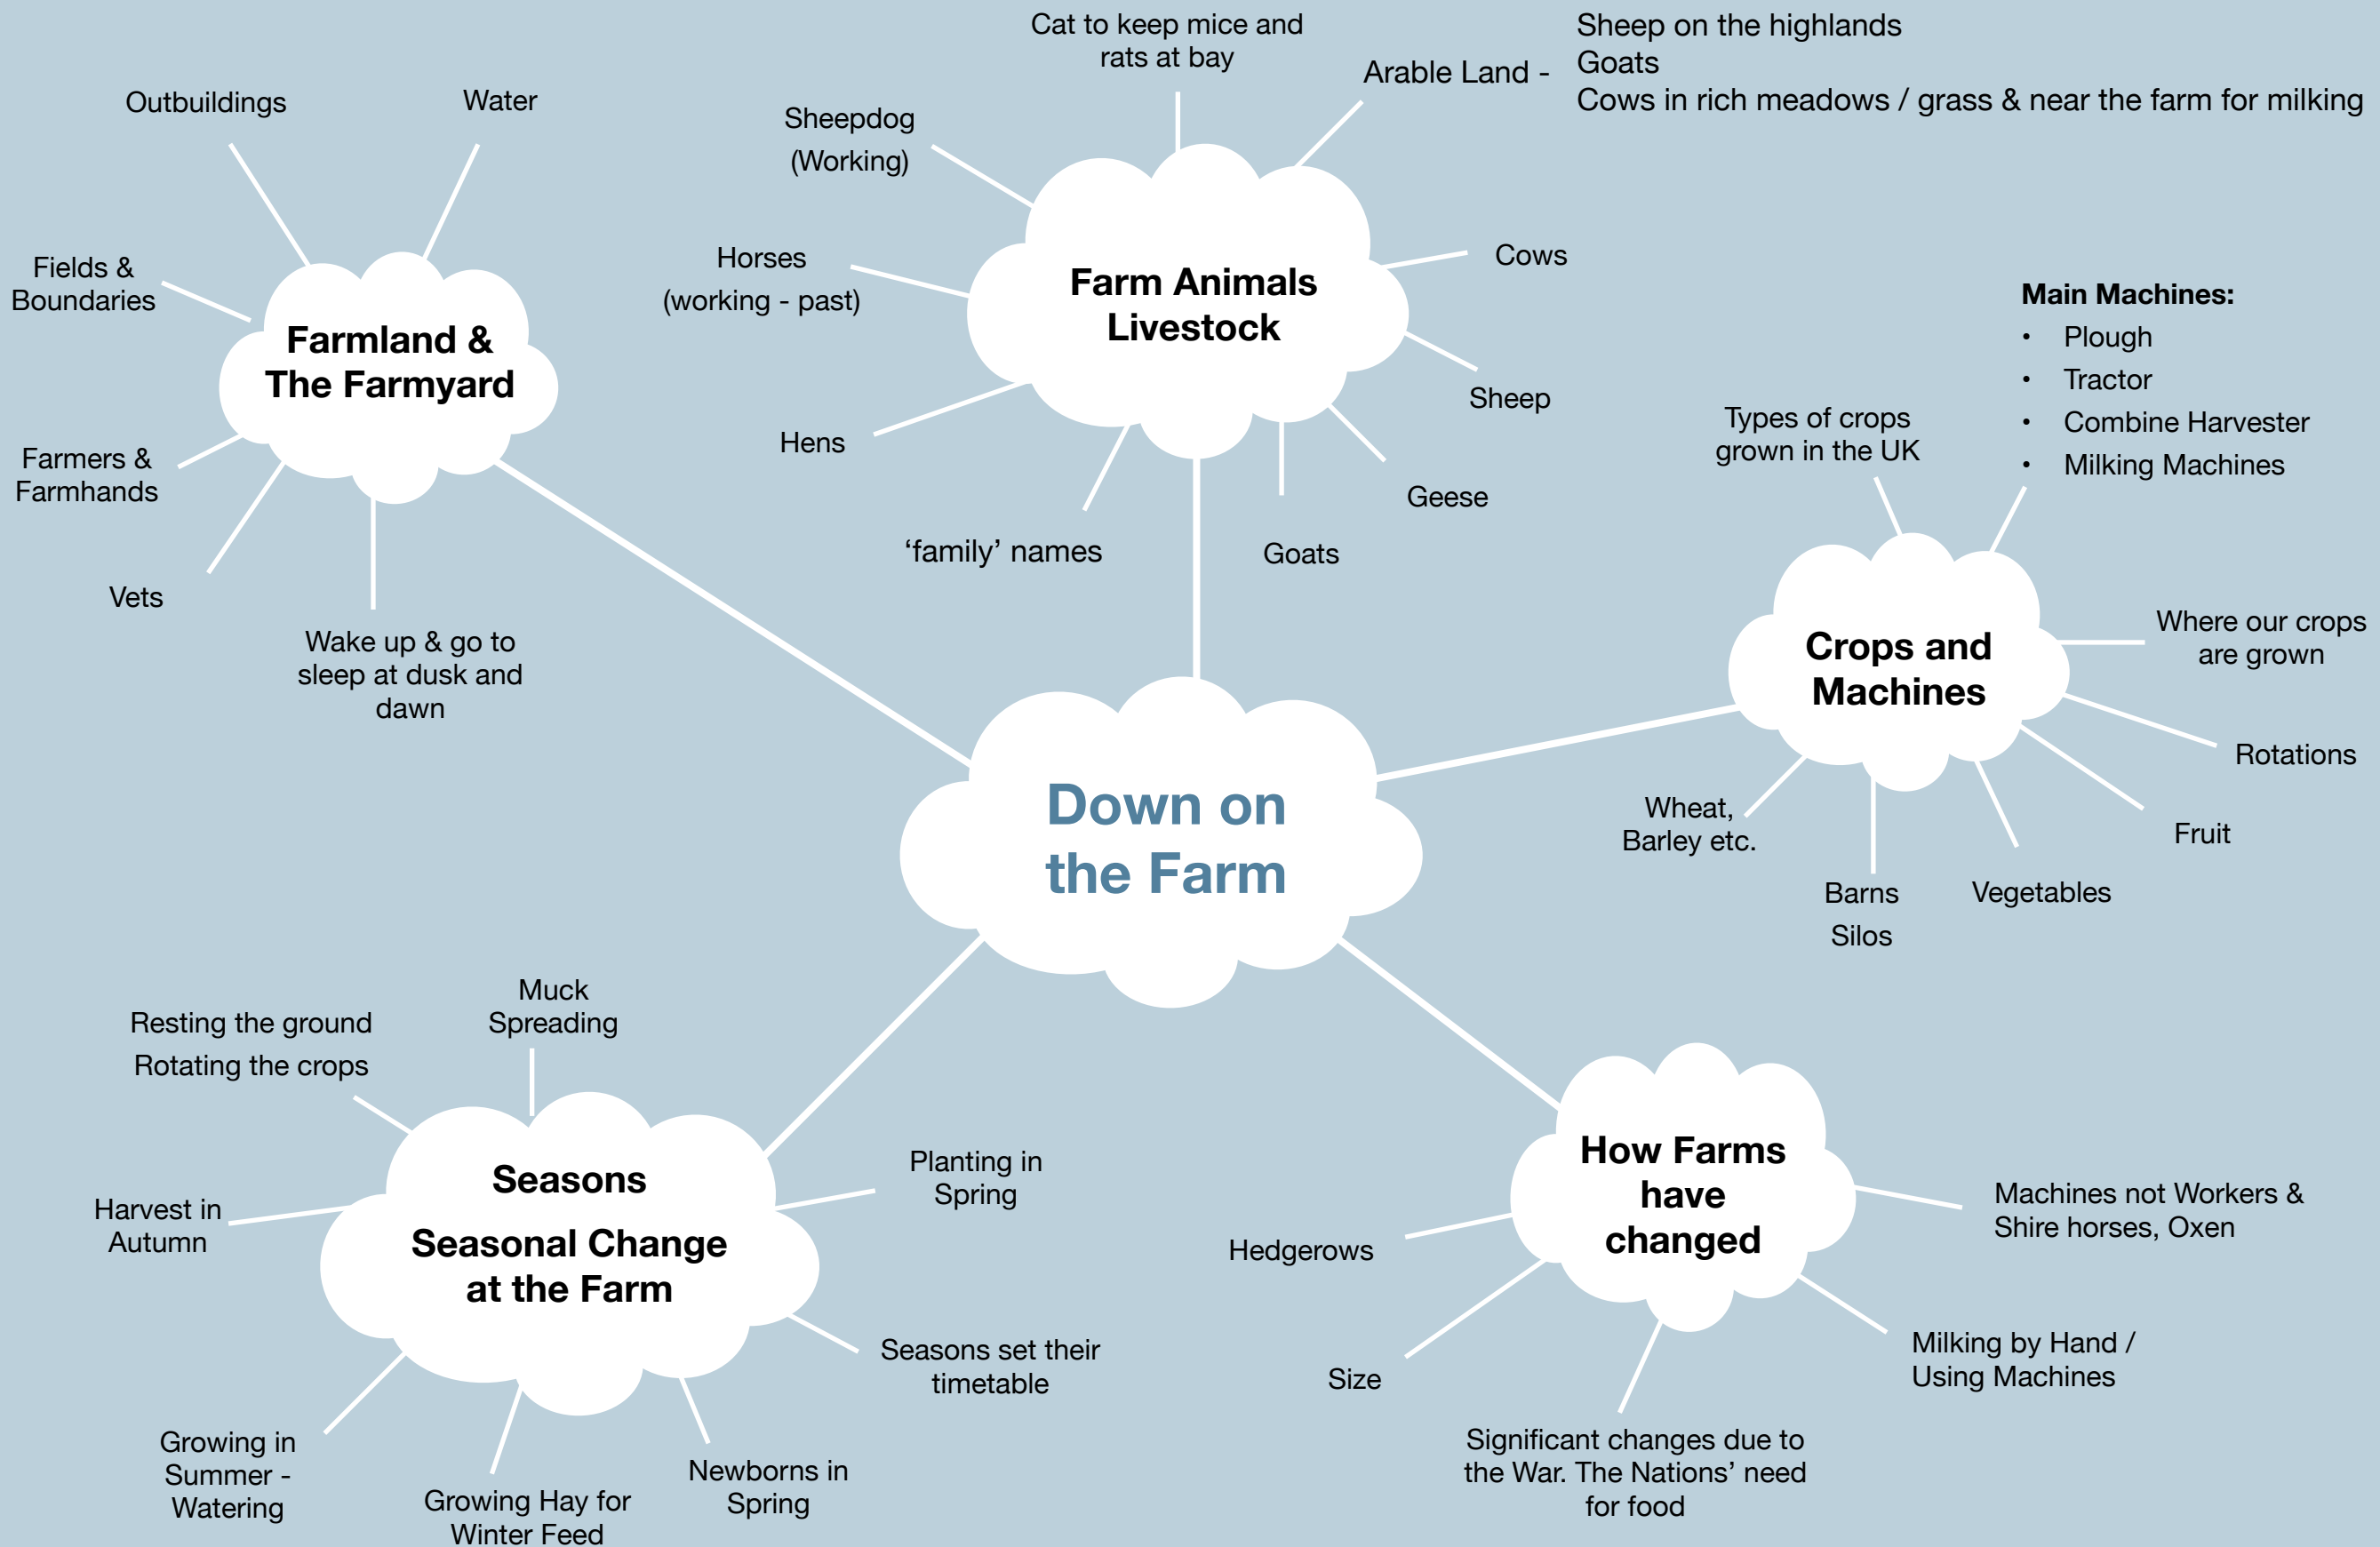 Cat to keep mice and
rats at bay
Arable Land -
Sheep on the highlands
Goats
Cows in rich meadows / grass & near the farm for milking
Outbuildings
Water
Sheepdog
(Working)
Fields &
Boundaries
Horses
(working - past)
Farm Animals
Livestock
Cows
Farmland &
The Farmyard
Hens
Sheep
Geese
Goats
‘family’ names
Farmers &
Farmhands
Vets
Wake up & go to
sleep at dusk and
dawn
Main Machines:
• Plough
• Tractor
• Combine Harvester
• Milking Machines
Types of crops
grown in the UK
Crops and
Machines
Where our crops
are grown
Rotations
Fruit
Vegetables
Barns
Silos
Wheat,
Barley etc.
Down on
the Farm
Muck
Spreading
Resting the ground
Rotating the crops
Seasons
Seasonal Change
at the Farm
Planting in
Spring
Harvest in
Autumn
Seasons set their
timetable
Growing in
Summer -
Watering
Growing Hay for
Winter Feed
Newborns in
Spring
How Farms
have
changed
Hedgerows
Machines not Workers &
Shire horses, Oxen
Size
Milking by Hand /
Using Machines
Significant changes due to
the War. The Nations’ need
for food